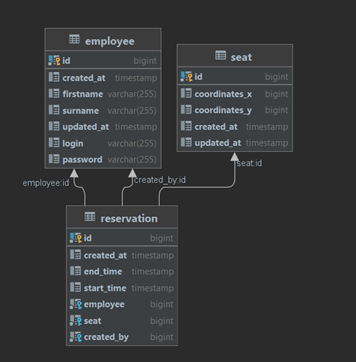 employee
id bigint
created_at timestamp
firstname varchar(255)
surname varchar(255)
updated_at timestamp
login varchar(255)
password varchar(255)
seat
id bigint
coordinates_x bigint
coordinates_y bigint
created_at timestamp
updated_at timestamp
employee:id
created_by:id
seat:id
reservation
id bigint
created_at timestamp
end_time timestamp
start_time timestamp
employee bigint
seat bigint
created_by bigint